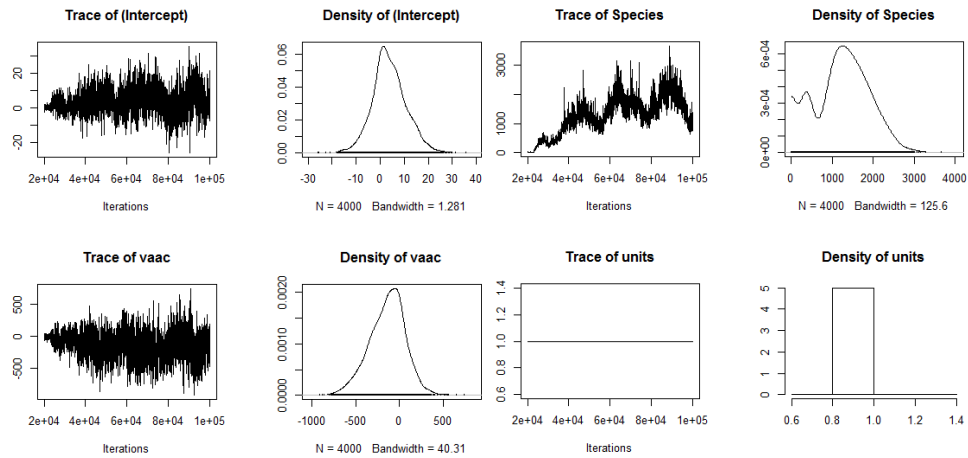 Trace of (Intercept)
20
0
-20
2e+04 4e+04 6e+04 8e+04 1e+05
Iterations
Density of (Intercept)
0.06
0.04
0.02
0.00
-30 -20 -10 0 10 20 30 40
N = 4000 Bandwidth = 1.281
Trace of Species
3000
1000
0
2e+04 4e+04 6e+04 8e+04 1e+05
Iterations
Density of Species
6e-04
3e-04
0e+00
0 1000 2000 3000 4000
N = 4000 Bandwidth = 125.6
Trace of vaac
500
0
-500
2e+04 4e+04 6e+04 8e+04 1e+05
Iterations
Density of vaac
0.0020
0.0010
0.0000
-1000 -500 0 500
N = 4000 Bandwidth = 40.31
Trace of units
1.4
1.2
1.0
0.8
0.6
2e+04 4e+04 6e+04 8e+04 1e+05
Iterations
Density of units
5
4
3
2
1
0
0.6 0.8 1.0 1.2 1.4